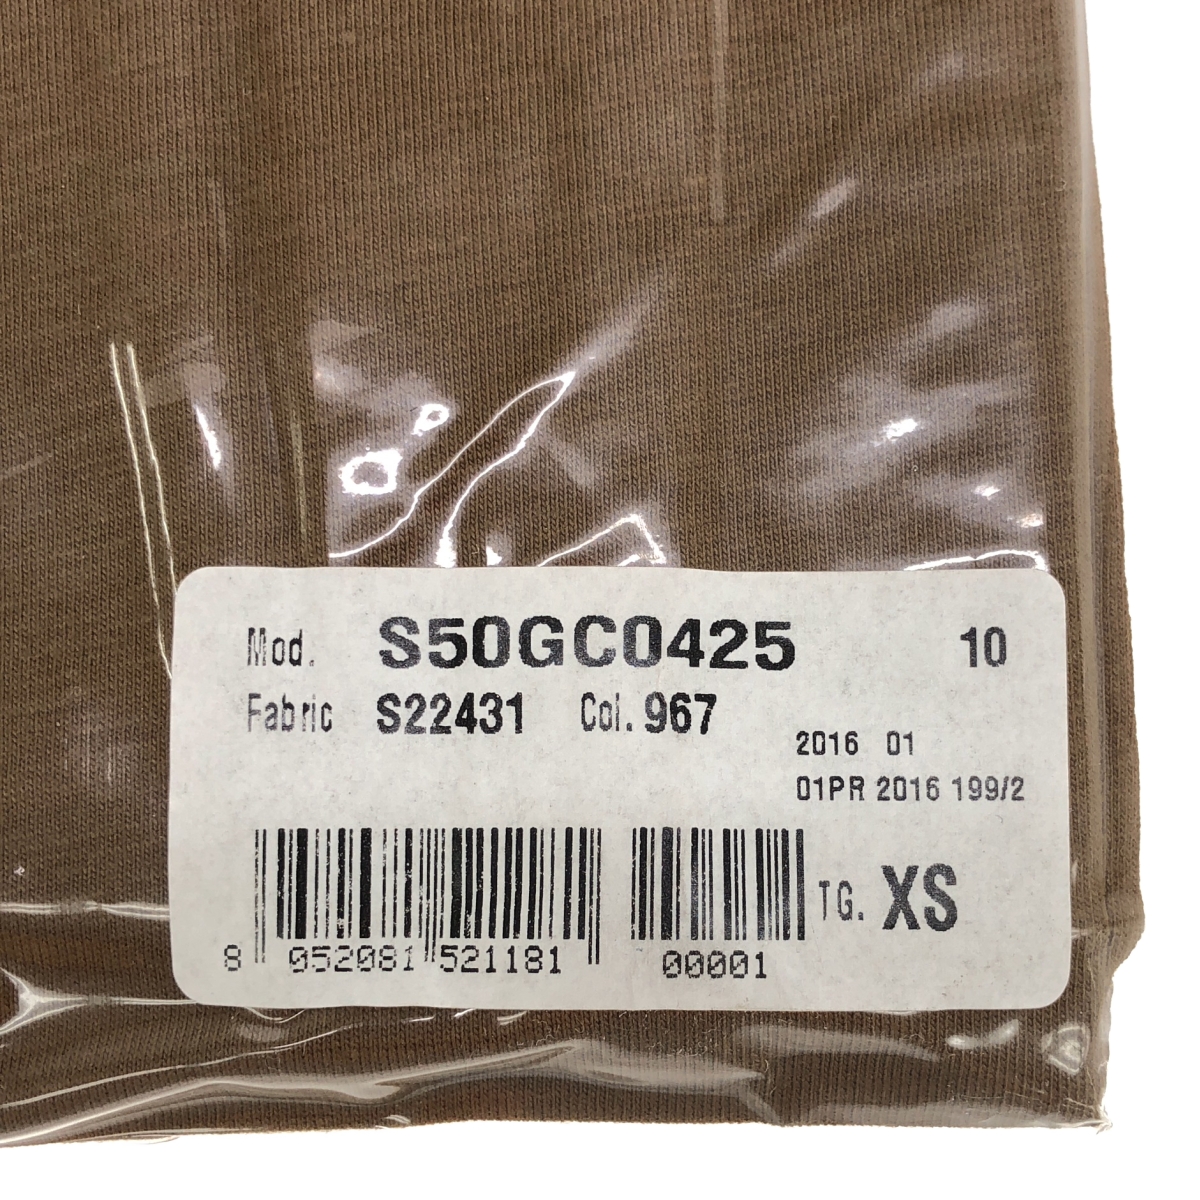 Mod. S50GC0425 10
Fabric S22431 Col. 967
2016 01
01PR 2016 199/2
TG. XS
8 052081 521181 00001